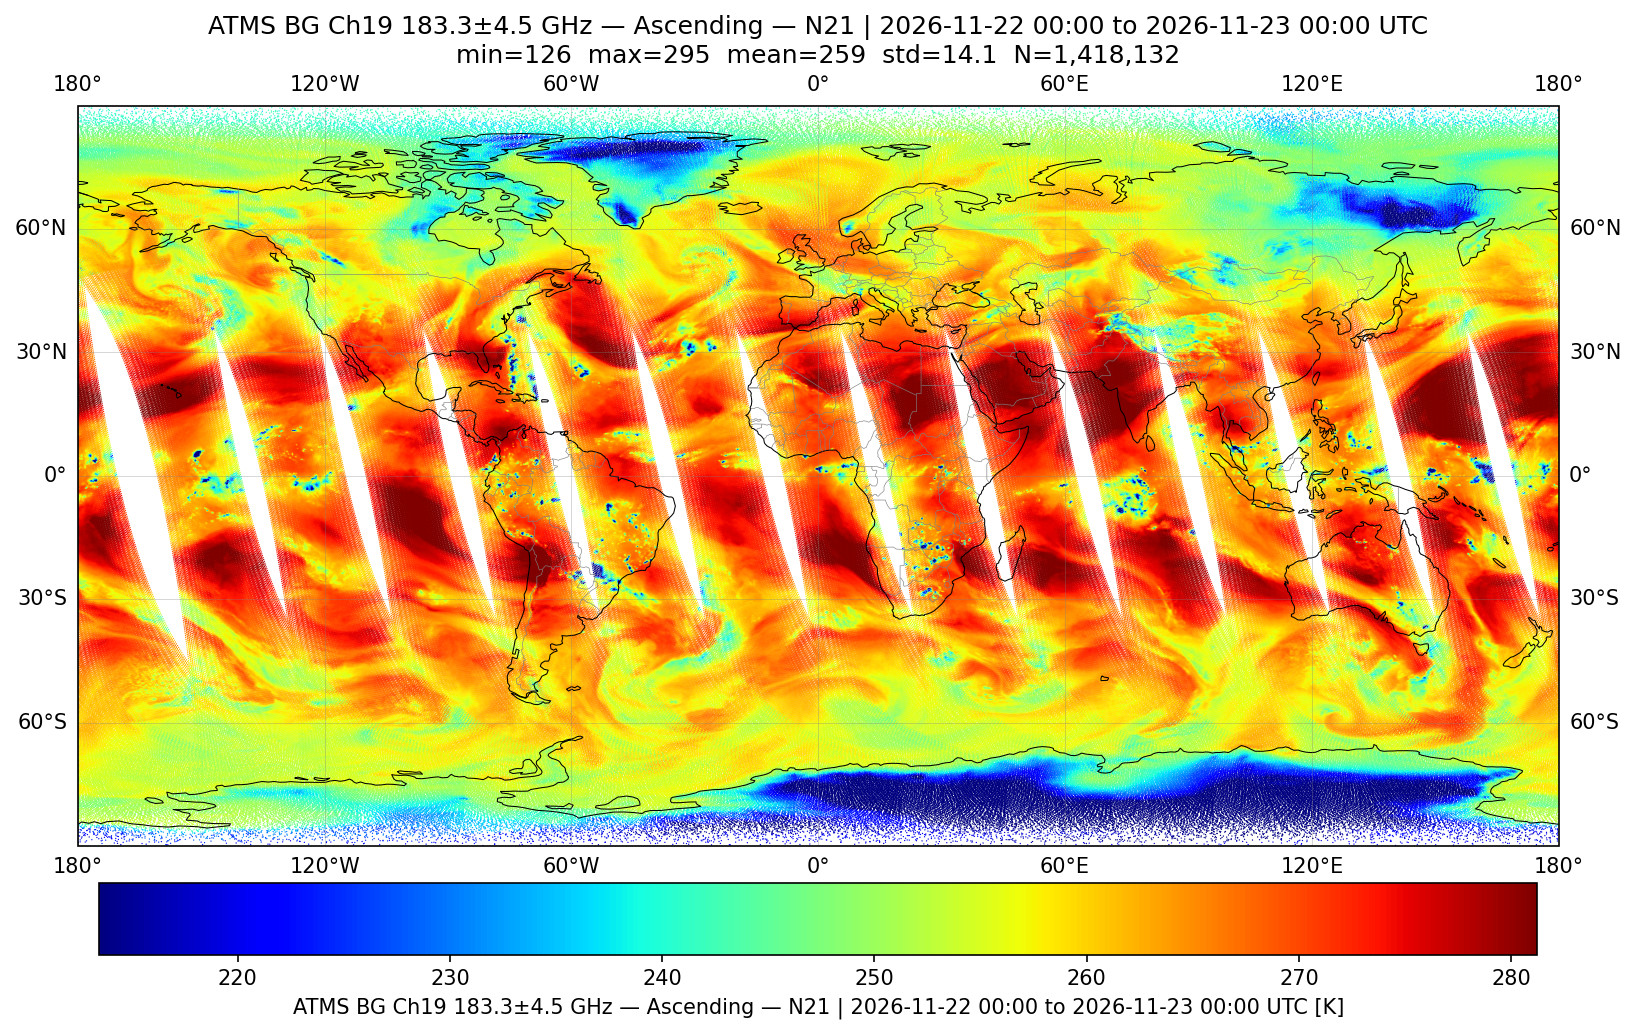 ATMS BG Ch19 183.3±4.5 GHz — Ascending — N21 | 2026-11-22 00:00 to 2026-11-23 00:00 UTC
min=126  max=295  mean=259  std=14.1  N=1,418,132
180° 120°W 60°W 0° 60°E 120°E 180°
60°N 60°N
30°N 30°N
0° 0°
30°S 30°S
60°S 60°S
180° 120°W 60°W 0° 60°E 120°E 180°
220 230 240 250 260 270 280
ATMS BG Ch19 183.3±4.5 GHz — Ascending — N21 | 2026-11-22 00:00 to 2026-11-23 00:00 UTC [K]